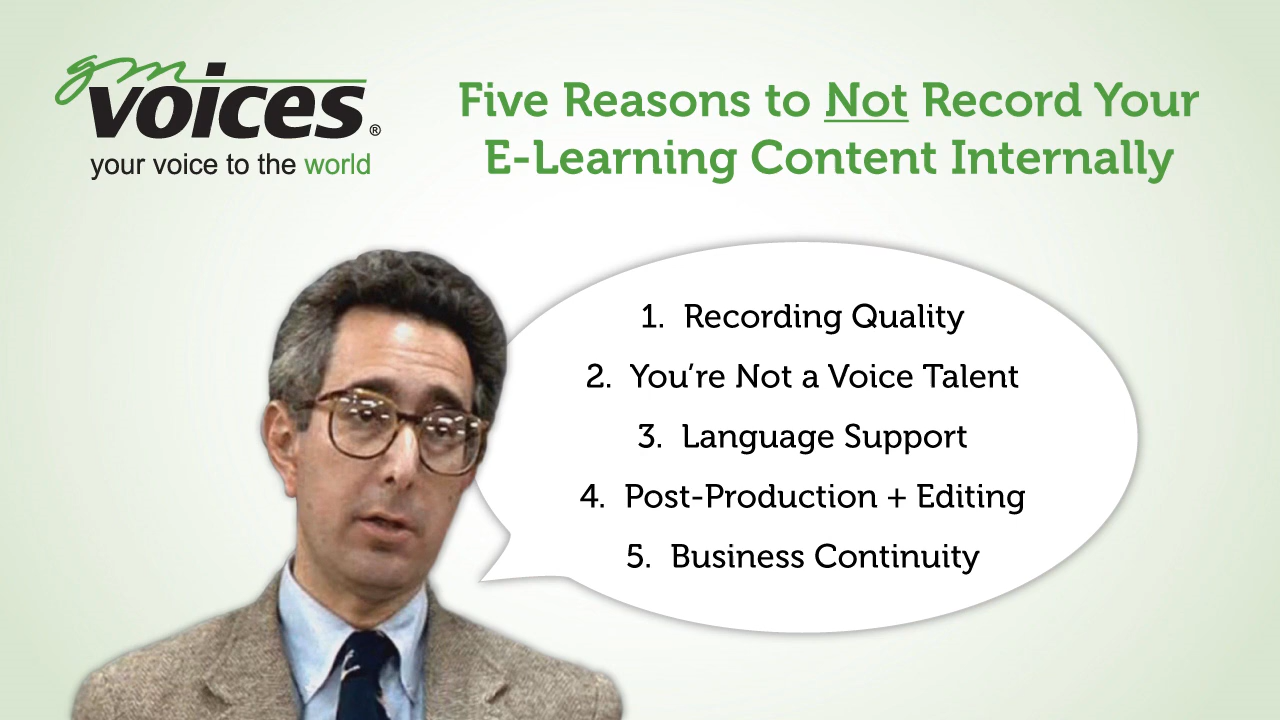 gm
voices®
your voice to the world
Five Reasons to Not Record Your
E-Learning Content Internally
1. Recording Quality
2. You’re Not a Voice Talent
3. Language Support
4. Post-Production + Editing
5. Business Continuity